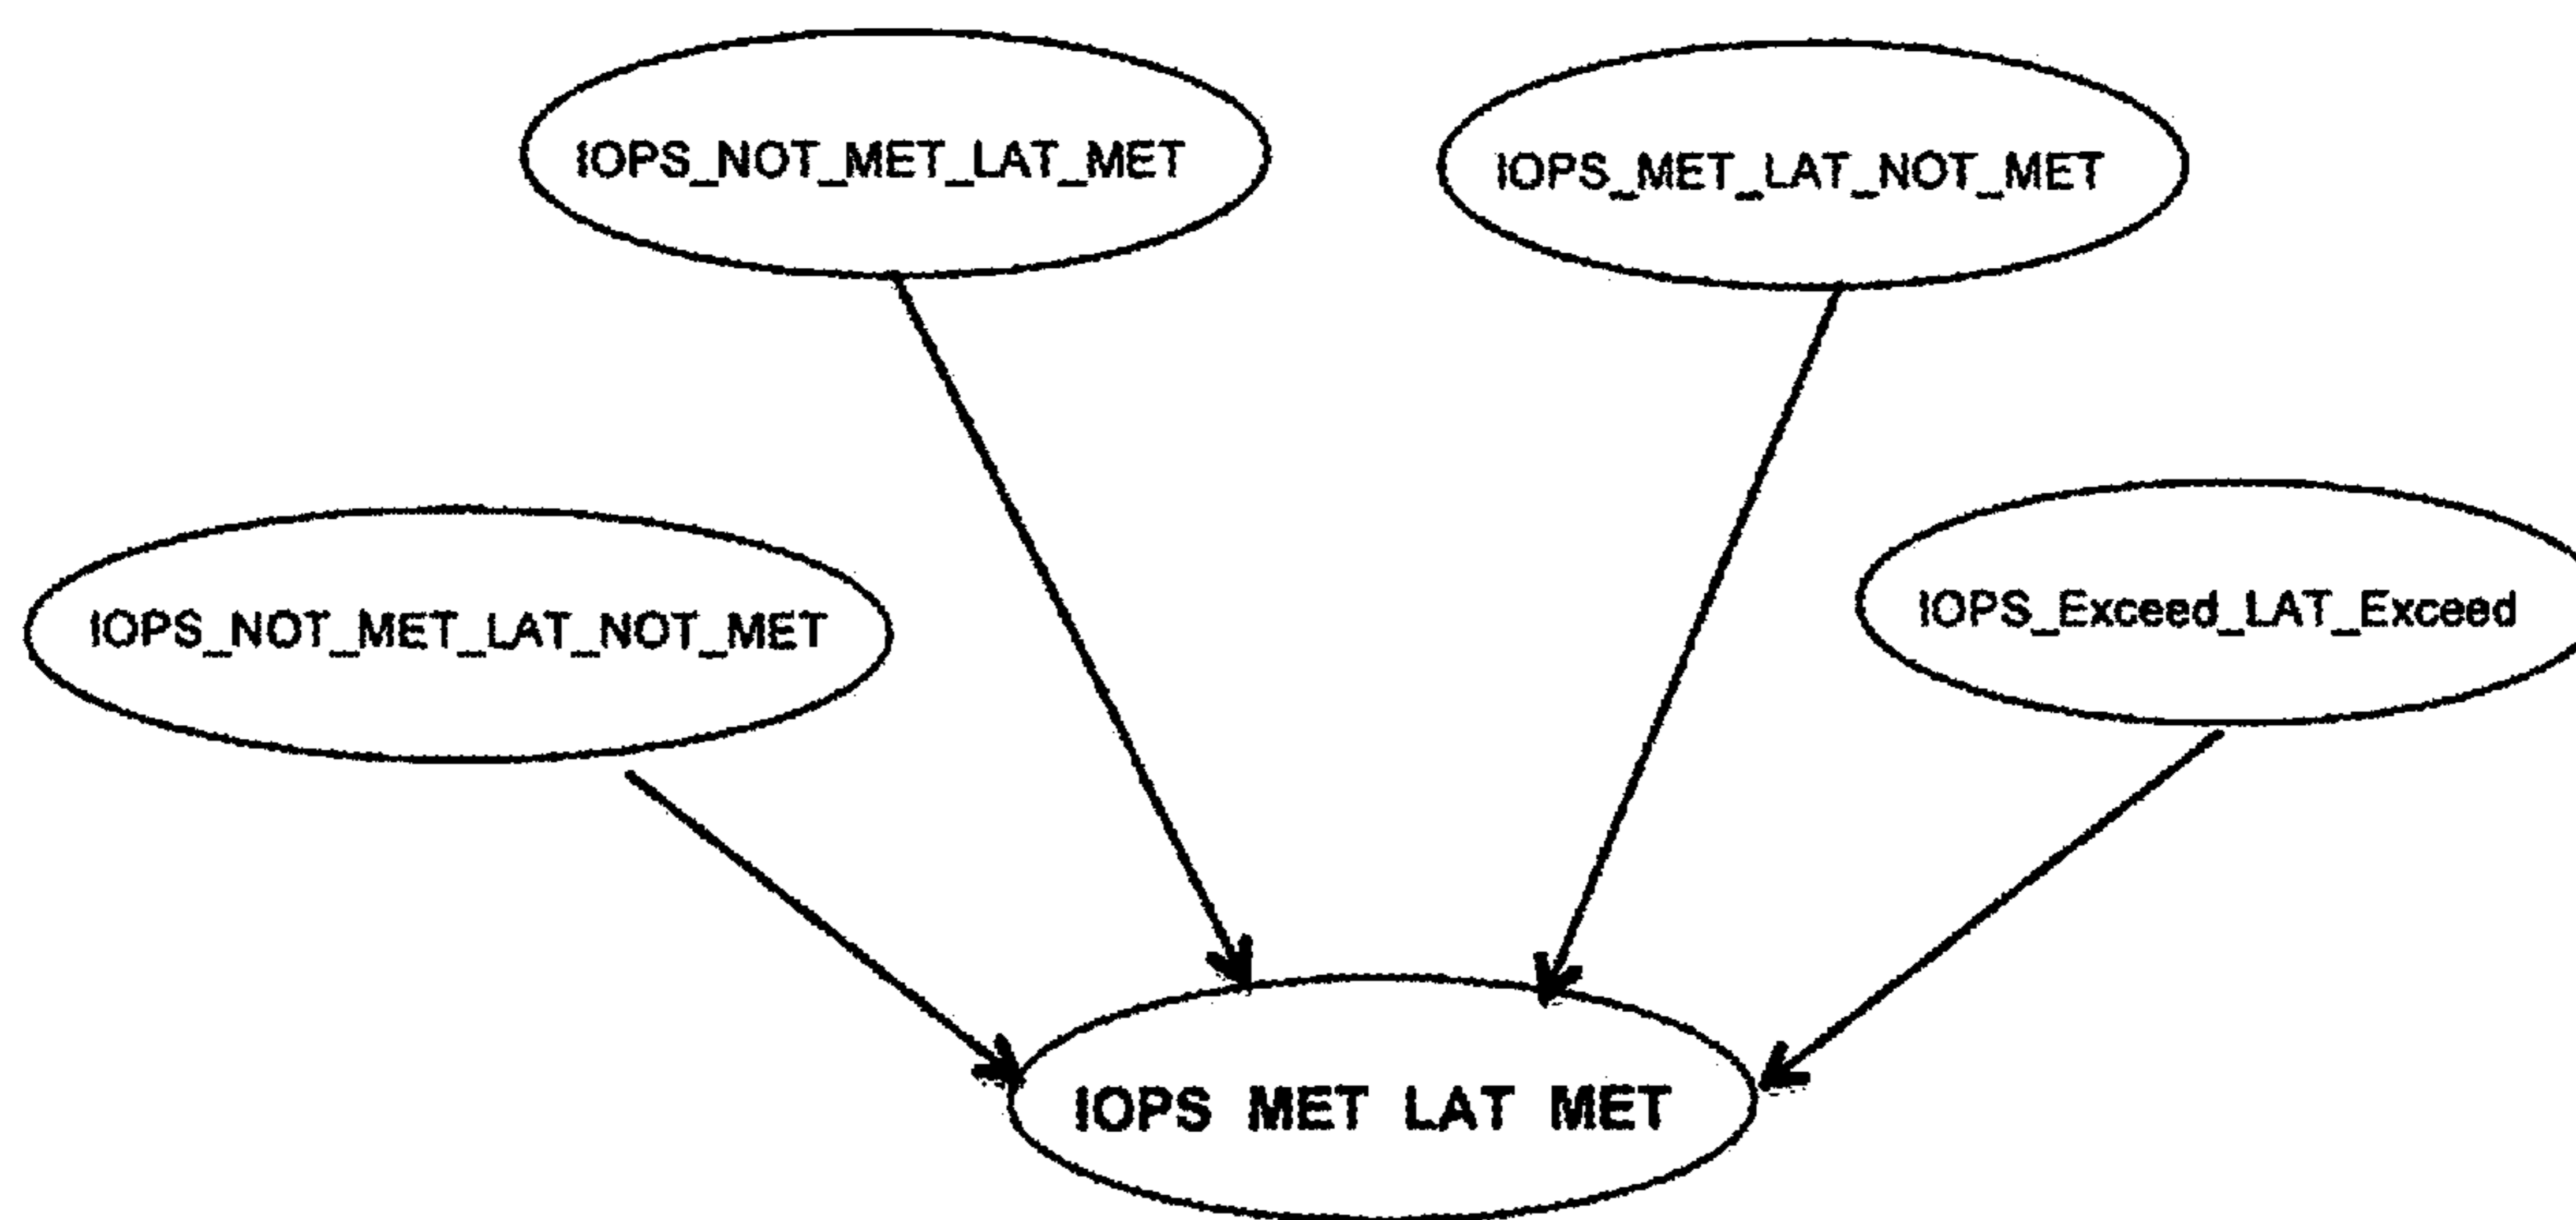 IOPS_NOT_MET_LAT_MET
IOPS_MET_LAT_NOT_MET
IOPS_NOT_MET_LAT_NOT_MET
IOPS_Exceed_LAT_Exceed
IOPS MET LAT MET